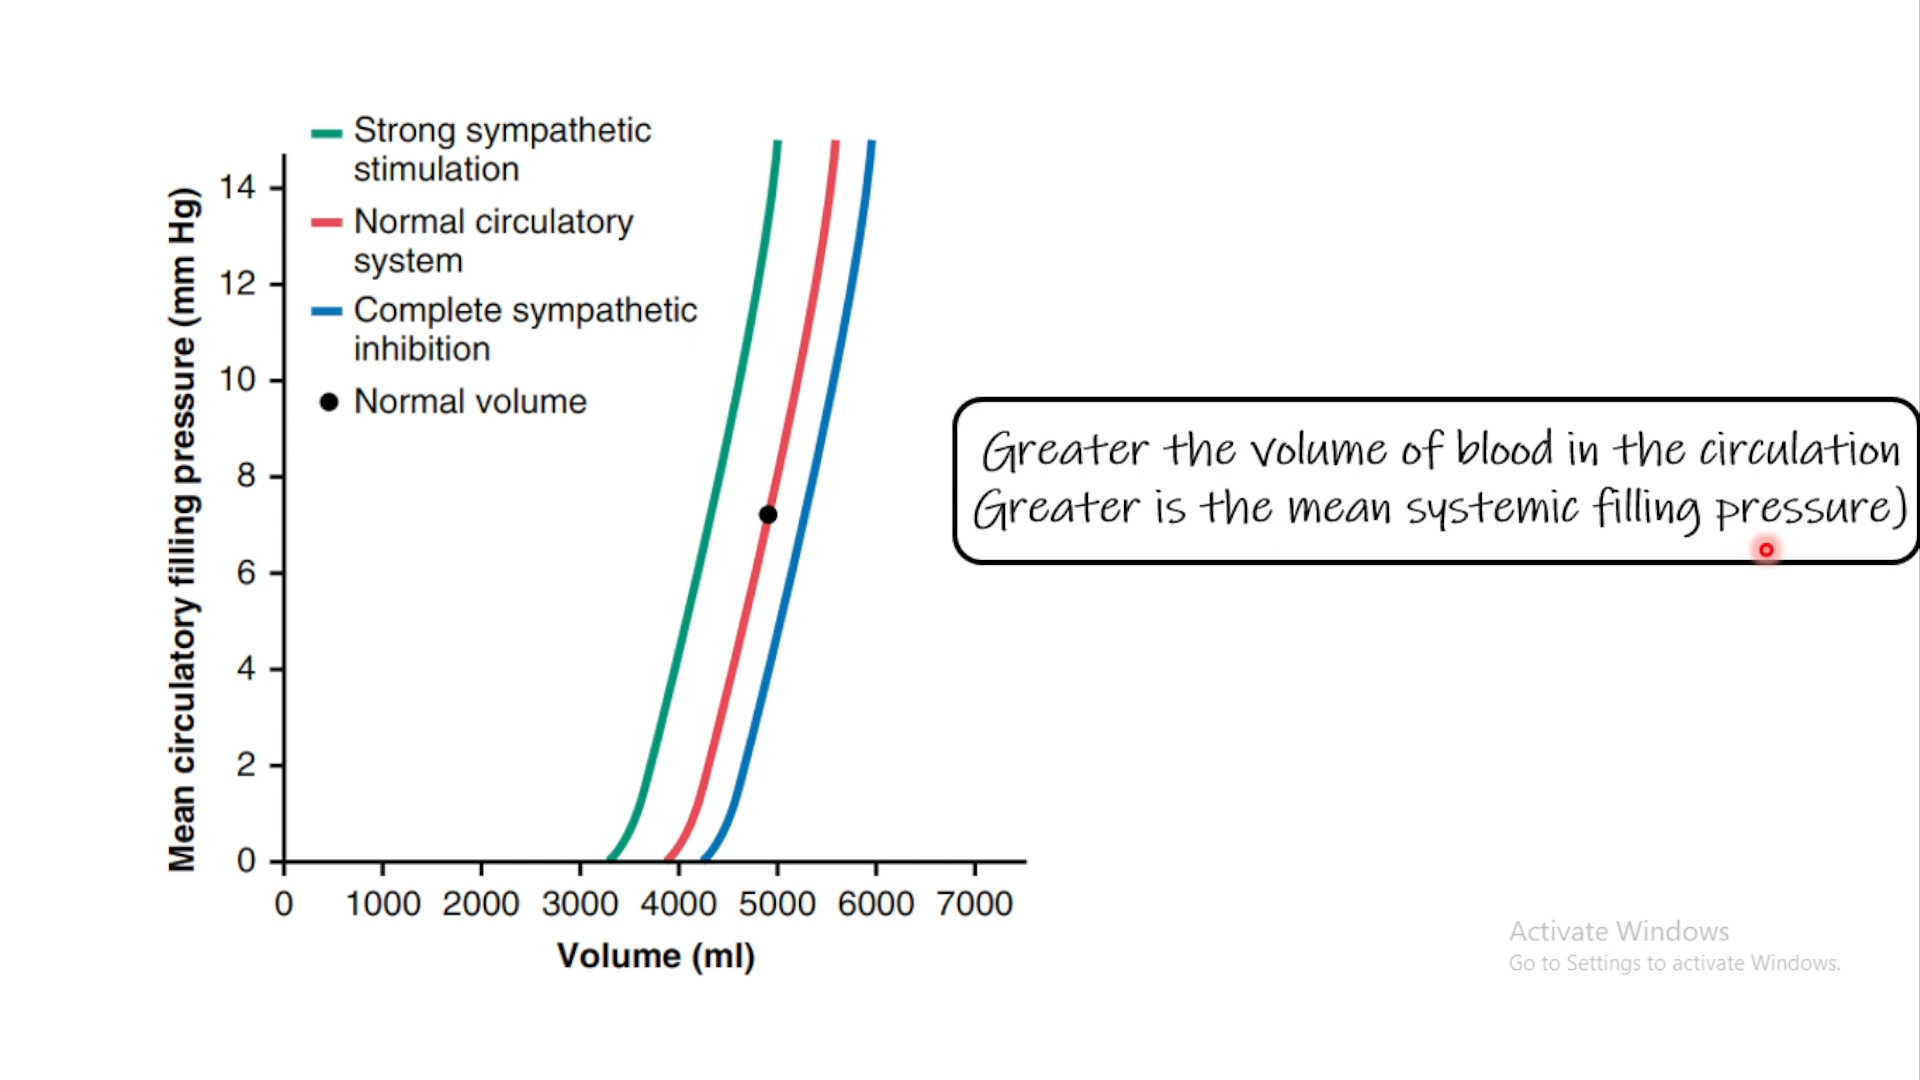 Strong sympathetic
stimulation
Normal circulatory
system
Complete sympathetic
inhibition
Normal volume
Mean circulatory filling pressure (mm Hg)
14
12
10
8
6
4
2
0
0 1000 2000 3000 4000 5000 6000 7000
Volume (ml)
Greater the volume of blood in the circulation
Greater is the mean systemic filling pressure)
Activate Windows
Go to Settings to activate Windows.